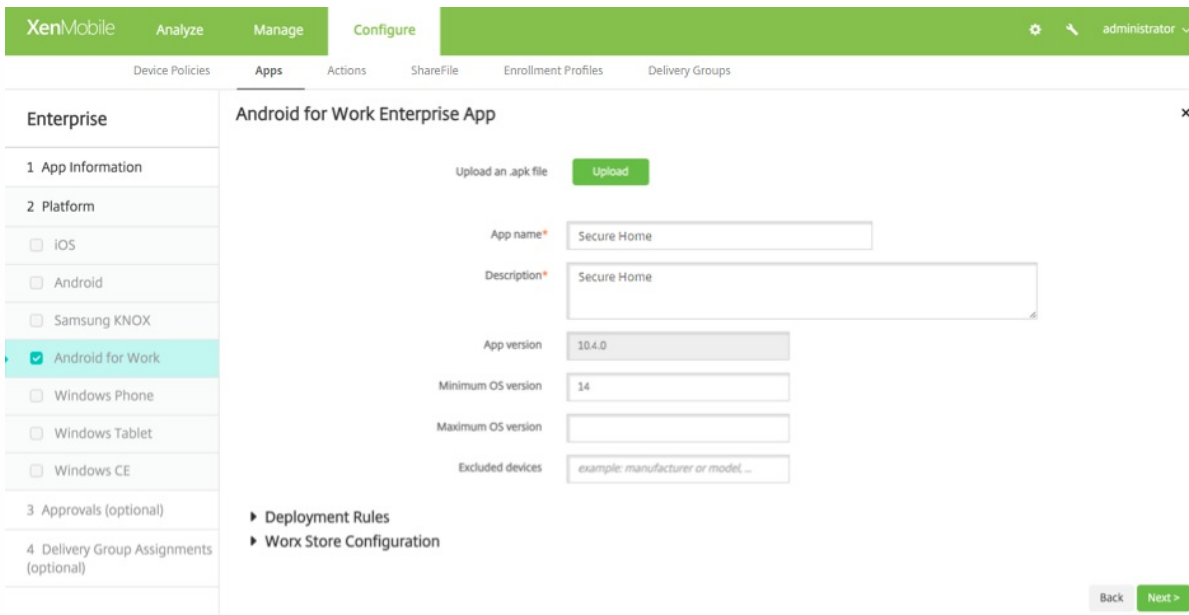 XenMobile Analyze Manage Configure administrator
Device Policies Apps Actions ShareFile Enrollment Profiles Delivery Groups
Enterprise
1 App Information
2 Platform
iOS
Android
Samsung KNOX
Android for Work
Windows Phone
Windows Tablet
Windows CE
3 Approvals (optional)
4 Delivery Group Assignments
(optional)
Android for Work Enterprise App
Upload an .apk file Upload
App name* Secure Home
Description* Secure Home
App version 10.4.0
Minimum OS version 14
Maximum OS version
Excluded devices example: manufacturer or model, ...
Deployment Rules
Worx Store Configuration
Back Next >